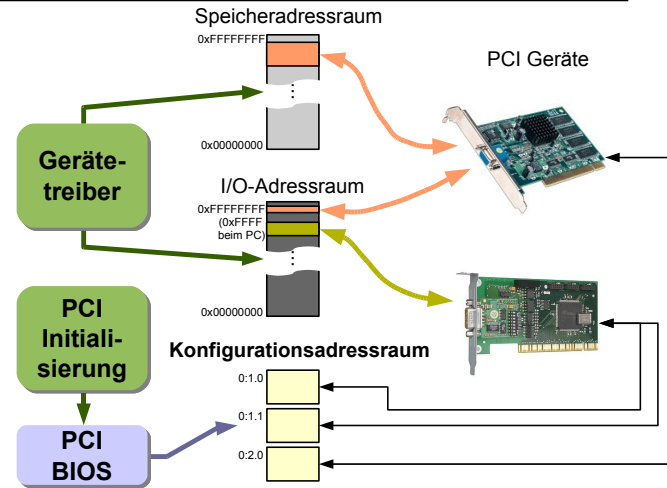 Speicheradressraum
0xFFFFFFFF
PCI Geräte
0x00000000
Geräte-
treiber
I/O-Adressraum
0xFFFFFFFF
(0xFFFF
beim PC)
0x00000000
PCI
Initiali-
sierung
Konfigurationsadressraum
0:1.0
0:1.1
0:2.0
PCI
BIOS